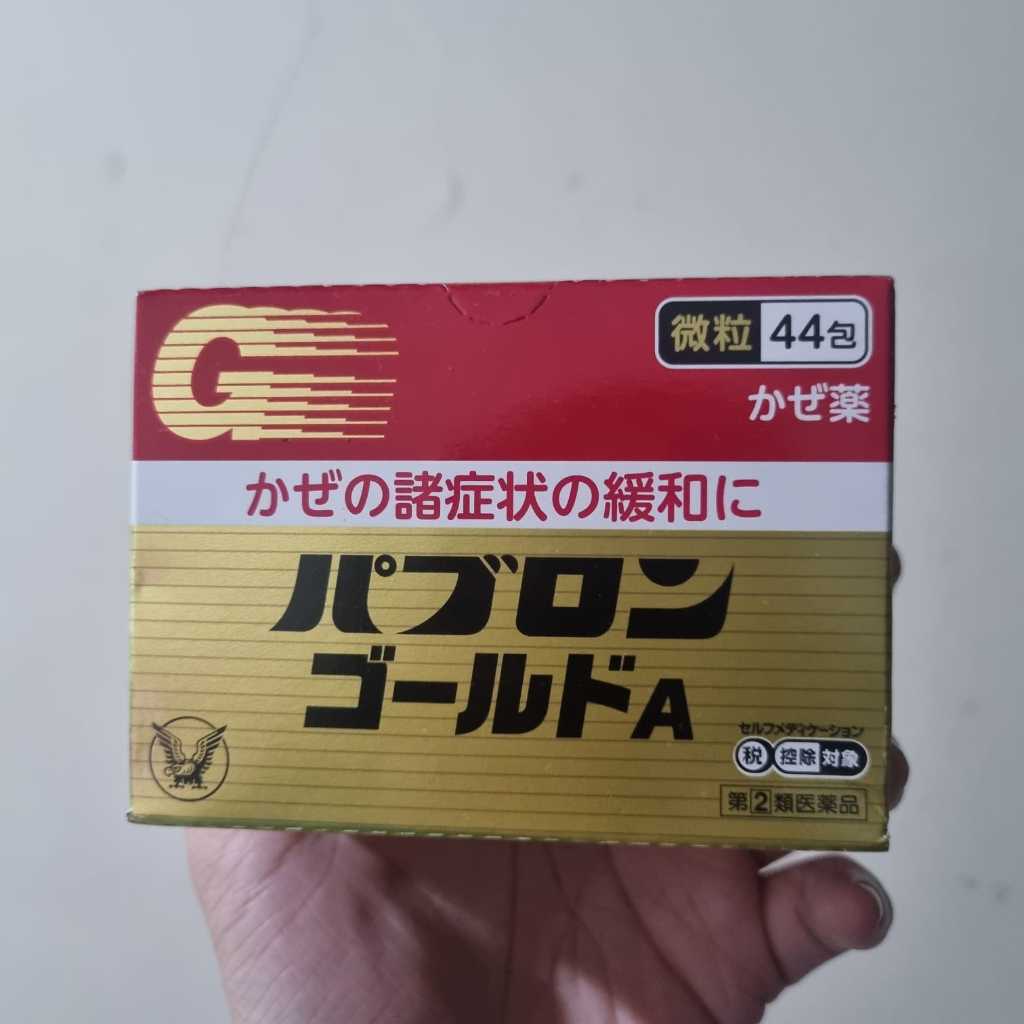 G
微粒 44包
かぜ薬
かぜの諸症状の緩和に
パブロン
ゴールドA
セルフメディケーション
税 控除 対象
第②類医薬品